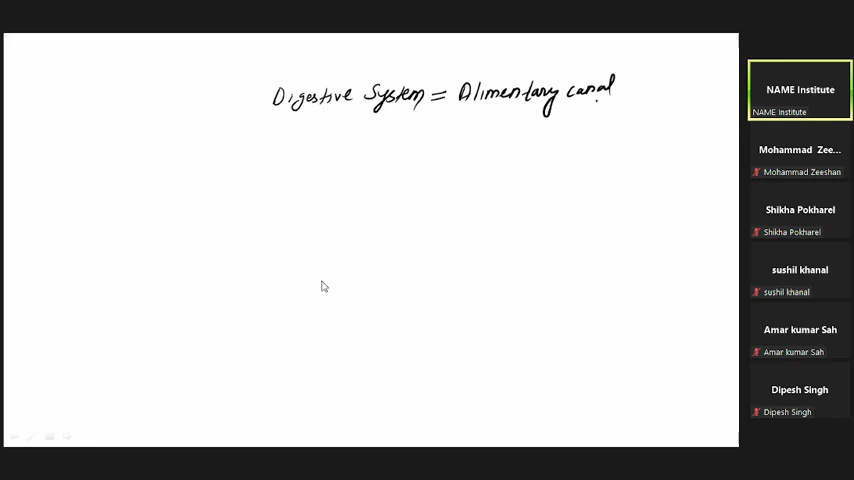 Digestive System = Alimentary canal
NAME Institute
NAME Institute
Mohammad Zee...
Mohammad Zeeshan
Shikha Pokharel
Shikha Pokharel
sushil khanal
sushil khanal
Amar kumar Sah
Amar kumar Sah
Dipesh Singh
Dipesh Singh